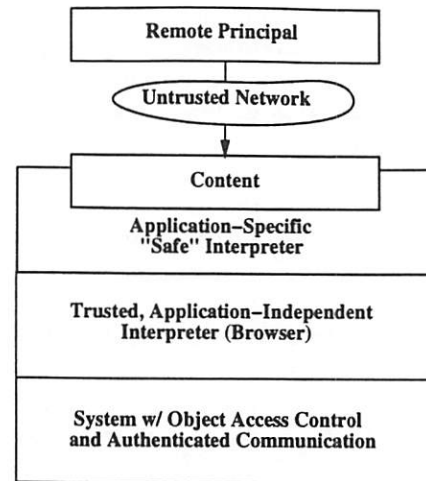 Remote Principal
Untrusted Network
Content
Application-Specific
"Safe" Interpreter
Trusted, Application-Independent
Interpreter (Browser)
System w/ Object Access Control
and Authenticated Communication